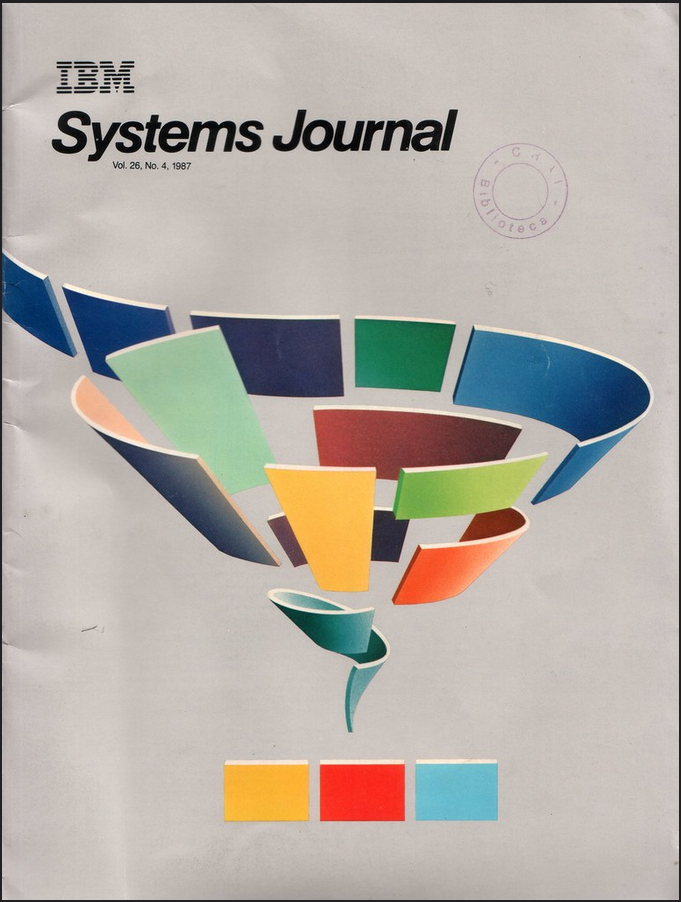 IBM
Systems Journal
Vol. 26, No. 4, 1987
Biblioteca